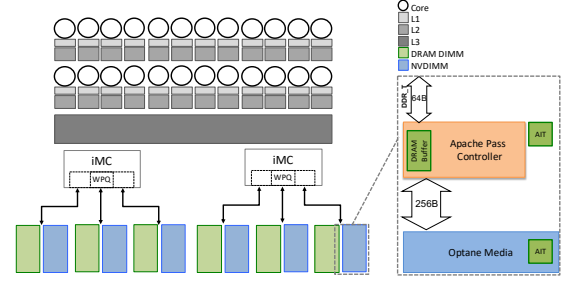 Core
L1
L2
L3
DRAM DIMM
NVDIMM
iMC
WPQ
iMC
WPQ
DDR_T
64B
DRAM
Buffer
Apache Pass
Controller
AIT
256B
Optane Media
AIT